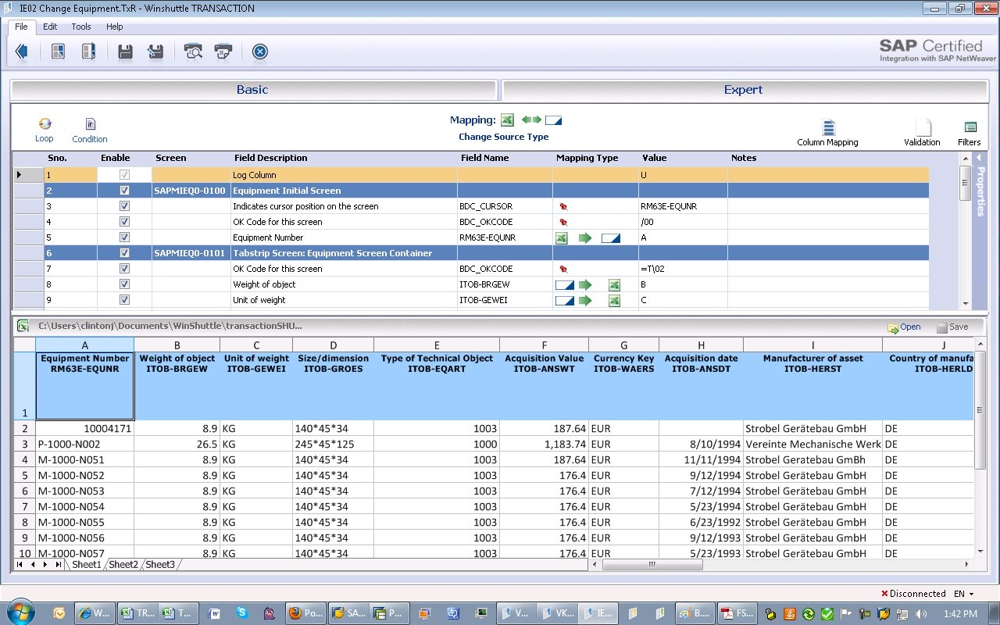 IE02 Change Equipment.TxR - Winshuttle TRANSACTION
File Edit Tools Help
SAP Certified
Integration with SAP NetWeaver
Basic Expert
Mapping:
Change Source Type
Loop Condition Column Mapping Validation Filters
Sno. Enable Screen Field Description Field Name Mapping Type Value Notes
Properties
1 Log Column U
2 SAPMIEQ0-0100 Equipment Initial Screen
3 Indicates cursor position on the screen BDC_CURSOR RM63E-EQUNR
4 OK Code for this screen BDC_OKCODE /00
5 Equipment Number RM63E-EQUNR A
6 SAPMIEQ0-0101 Tabstrip Screen: Equipment Screen Container
7 OK Code for this screen BDC_OKCODE =T\02
8 Weight of object ITOB-BRGEW B
9 Unit of weight ITOB-GEWEI C
C:\Users\clintonj\Documents\WinShuttle\transactionSHU... Open Save
A B C D E F G H I J
Equipment Number Weight of object Unit of weight Size/dimension Type of Technical Object Acquisition Value Currency Key Acquisition date Manufacturer of asset Country of manufa
RM63E-EQUNR ITOB-BRGEW ITOB-GEWEI ITOB-GROES ITOB-EQART ITOB-ANSWT ITOB-WAERS ITOB-ANSDT ITOB-HERST ITOB-HERLD
1
2 10004171 8.9 KG 140*45*34 1003 187.64 EUR Strobel Gerätebau GmbH DE
3 P-1000-N002 26.5 KG 245*45*125 1000 1,183.74 EUR 8/10/1994 Vereinte Mechanische Werk DE
4 M-1000-N051 8.9 KG 140*45*34 1003 187.64 EUR 11/11/1994 Strobel Geratebau GmBh DE
5 M-1000-N052 8.9 KG 140*45*34 1003 176.4 EUR 9/12/1994 Strobel Gerätebau GmbH DE
6 M-1000-N053 8.9 KG 140*45*34 1003 176.4 EUR 7/12/1994 Strobel Gerätebau GmbH DE
7 M-1000-N054 8.9 KG 140*45*34 1003 176.4 EUR 5/23/1994 Strobel Gerätebau GmbH DE
8 M-1000-N055 8.9 KG 140*45*34 1003 176.4 EUR 6/23/1992 Strobel Gerätebau GmbH DE
9 M-1000-N056 8.9 KG 140*45*34 1003 176.4 EUR 9/12/1993 Strobel Gerätebau GmbH DE
10 M-1000-N057 8.9 KG 140*45*34 1003 176.4 EUR 5/23/1993 Strobel Gerätebau GmbH DE
Sheet1 Sheet2 Sheet3
Disconnected EN
W... TR... T... Po... SA... P... V... VK... IE... B... FS... 1:42 PM